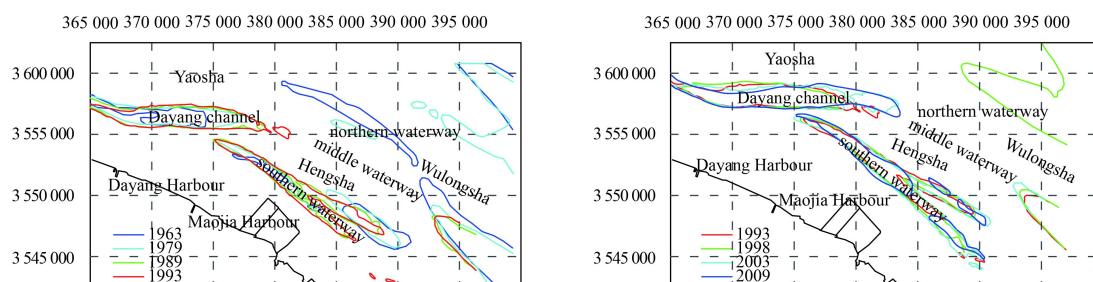 365 000 370 000 375 000 380 000 385 000 390 000 395 000
3 600 000
3 555 000
3 550 000
3 545 000
Yaosha
Dayang channel
northern waterway
middle waterway
Hengsha
Wulongsha
southern waterway
Dayang Harbour
Maojia Harbour
1963
1979
1989
1993
365 000 370 000 375 000 380 000 385 000 390 000 395 000
3 600 000
3 555 000
3 550 000
3 545 000
Yaosha
Dayang channel
northern waterway
middle waterway
Hengsha
Wulongsha
southern waterway
Dayang Harbour
Maojia Harbour
1993
1998
2003
2009